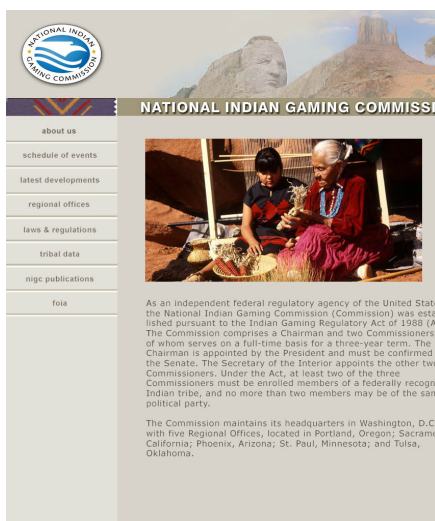 NATIONAL INDIAN
GAMING COMMISSION
NATIONAL INDIAN GAMING COMMISSI
about us
schedule of events
latest developments
regional offices
laws & regulations
tribal data
nigc publications
foia
As an independent federal regulatory agency of the United State
the National Indian Gaming Commission (Commission) was esta
lished pursuant to the Indian Gaming Regulatory Act of 1988 (A
The Commission comprises a Chairman and two Commissioners
of whom serves on a full-time basis for a three-year term. The
Chairman is appointed by the President and must be confirmed
the Senate. The Secretary of the Interior appoints the other two
Commissioners. Under the Act, at least two of the three
Commissioners must be enrolled members of a federally recogn
Indian tribe, and no more than two members may be of the sam
political party.
The Commission maintains its headquarters in Washington, D.C
with five Regional Offices, located in Portland, Oregon; Sacrame
California; Phoenix, Arizona; St. Paul, Minnesota; and Tulsa,
Oklahoma.